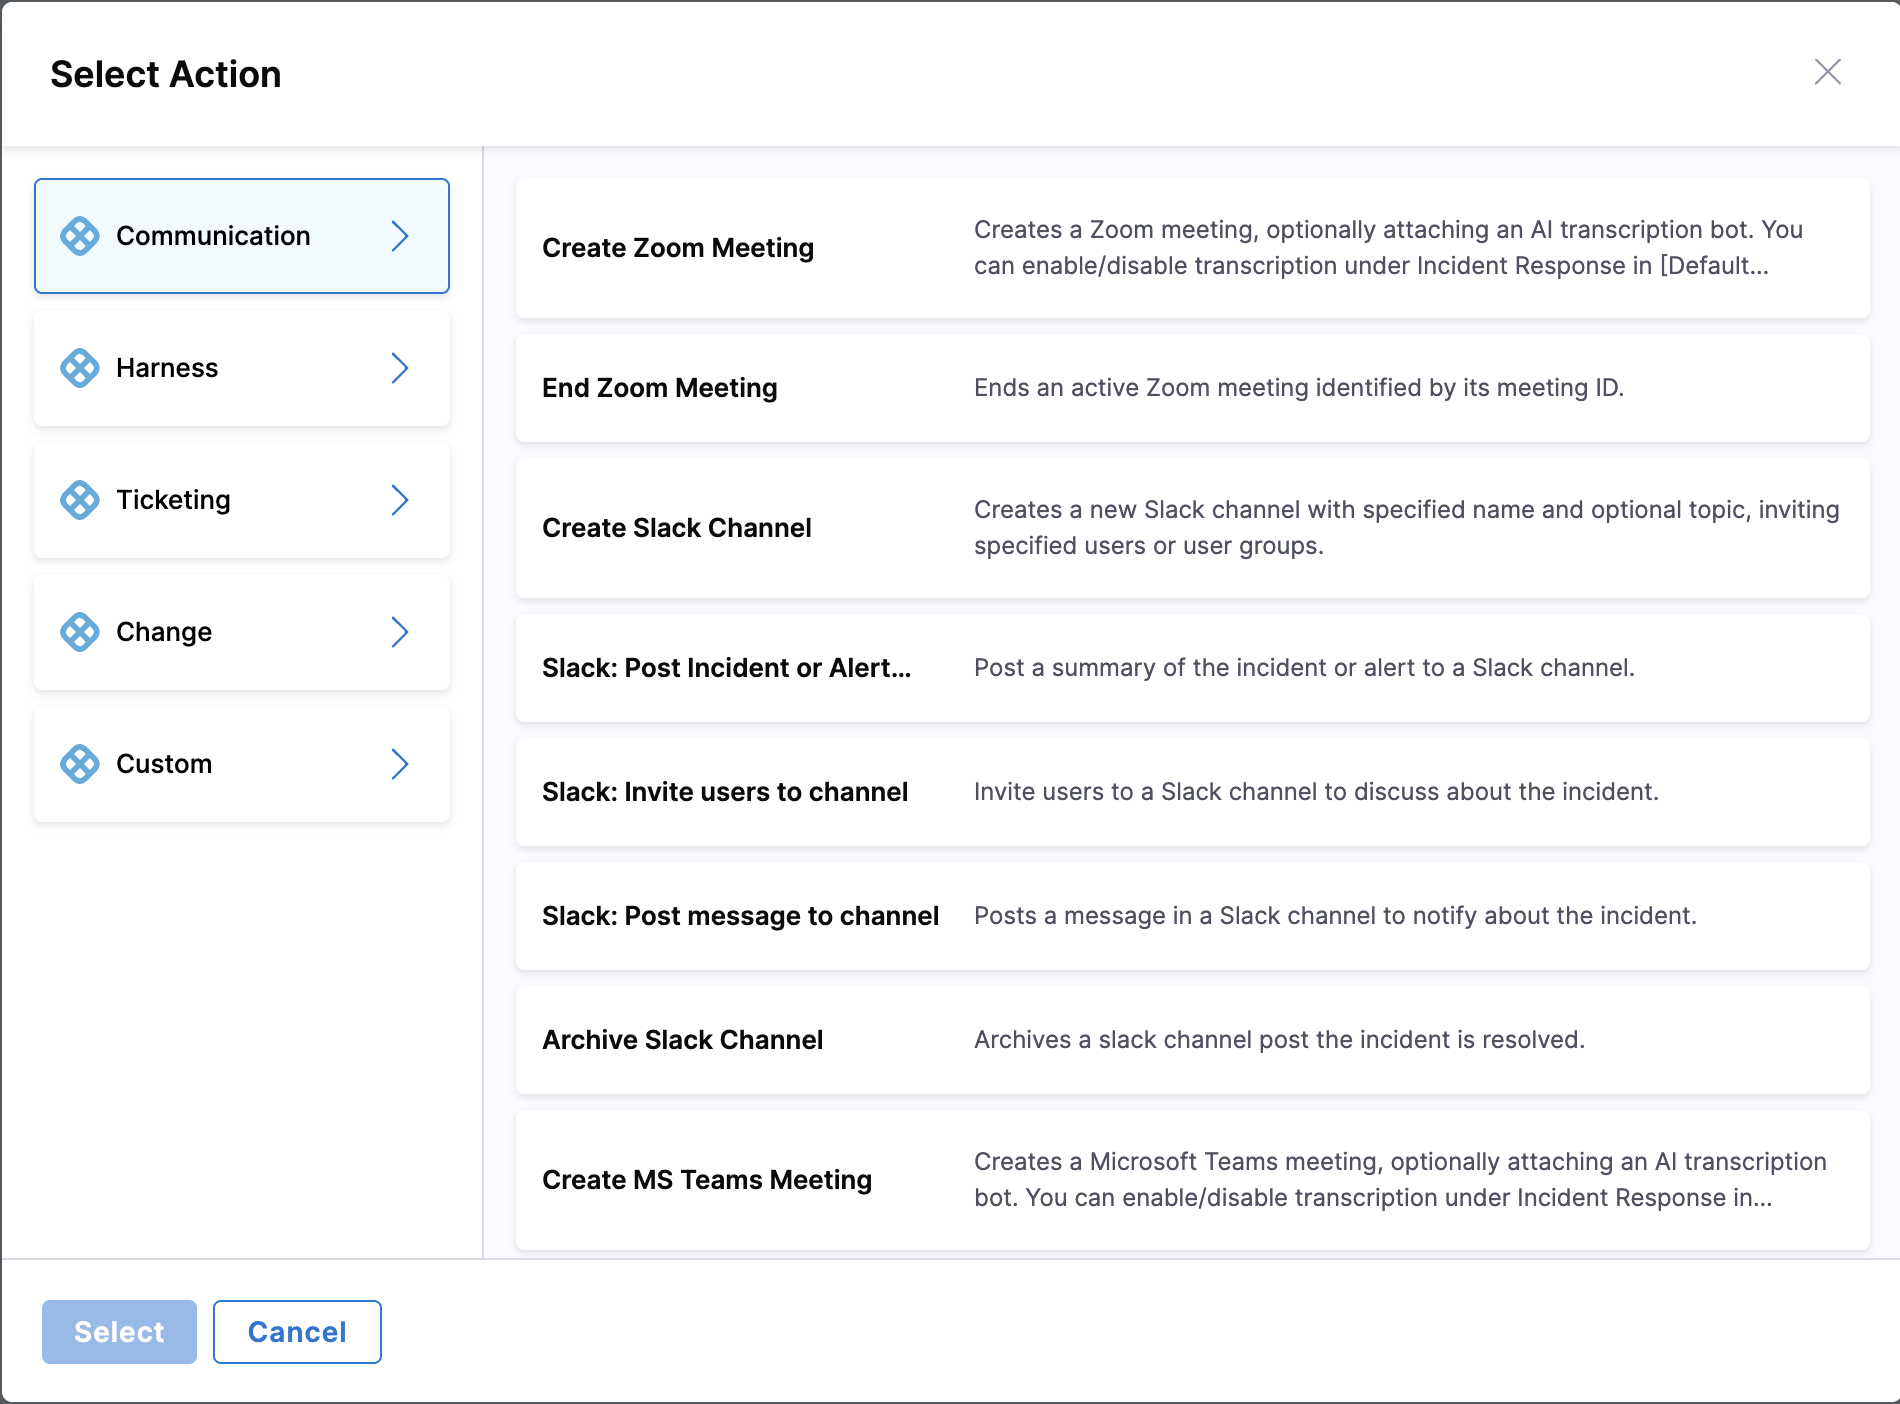 Select Action
Communication
Harness
Ticketing
Change
Custom
Create Zoom Meeting
Creates a Zoom meeting, optionally attaching an AI transcription bot. You
can enable/disable transcription under Incident Response in [Default...
End Zoom Meeting
Ends an active Zoom meeting identified by its meeting ID.
Create Slack Channel
Creates a new Slack channel with specified name and optional topic, inviting
specified users or user groups.
Slack: Post Incident or Alert...
Post a summary of the incident or alert to a Slack channel.
Slack: Invite users to channel
Invite users to a Slack channel to discuss about the incident.
Slack: Post message to channel
Posts a message in a Slack channel to notify about the incident.
Archive Slack Channel
Archives a slack channel post the incident is resolved.
Create MS Teams Meeting
Creates a Microsoft Teams meeting, optionally attaching an AI transcription
bot. You can enable/disable transcription under Incident Response in...
Select
Cancel